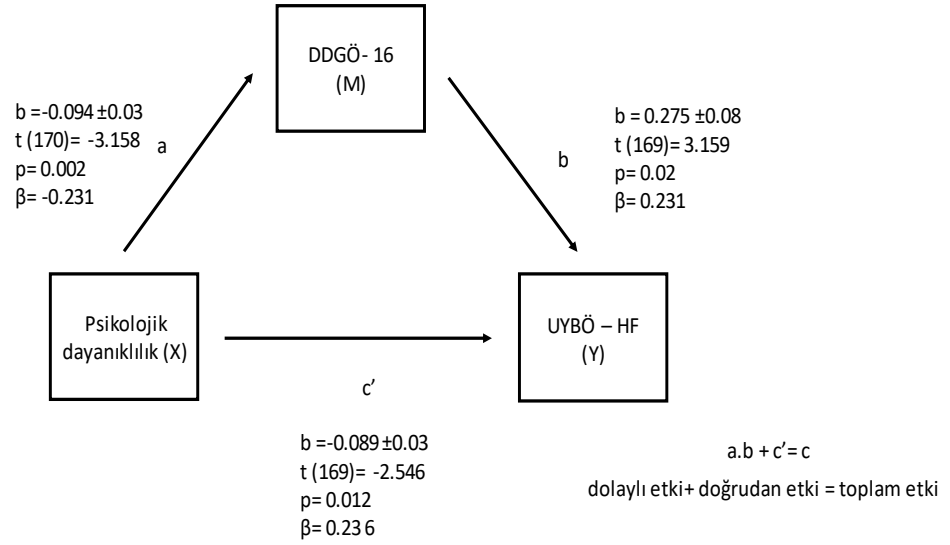 DDGÖ- 16
(M)
b =-0.094 ±0.03
t (170)= -3.158
p= 0.002
β= -0.231
a
b = 0.275 ±0.08
t (169)= 3.159
p= 0.02
β= 0.231
b
Psikolojik
dayanıklılık (X)
UYBÖ – HF
(Y)
c’
b =-0.089 ±0.03
t (169)= -2.546
p= 0.012
β= 0.23 6
a.b + c’= c
dolaylı etki+ doğrudan etki = toplam etki